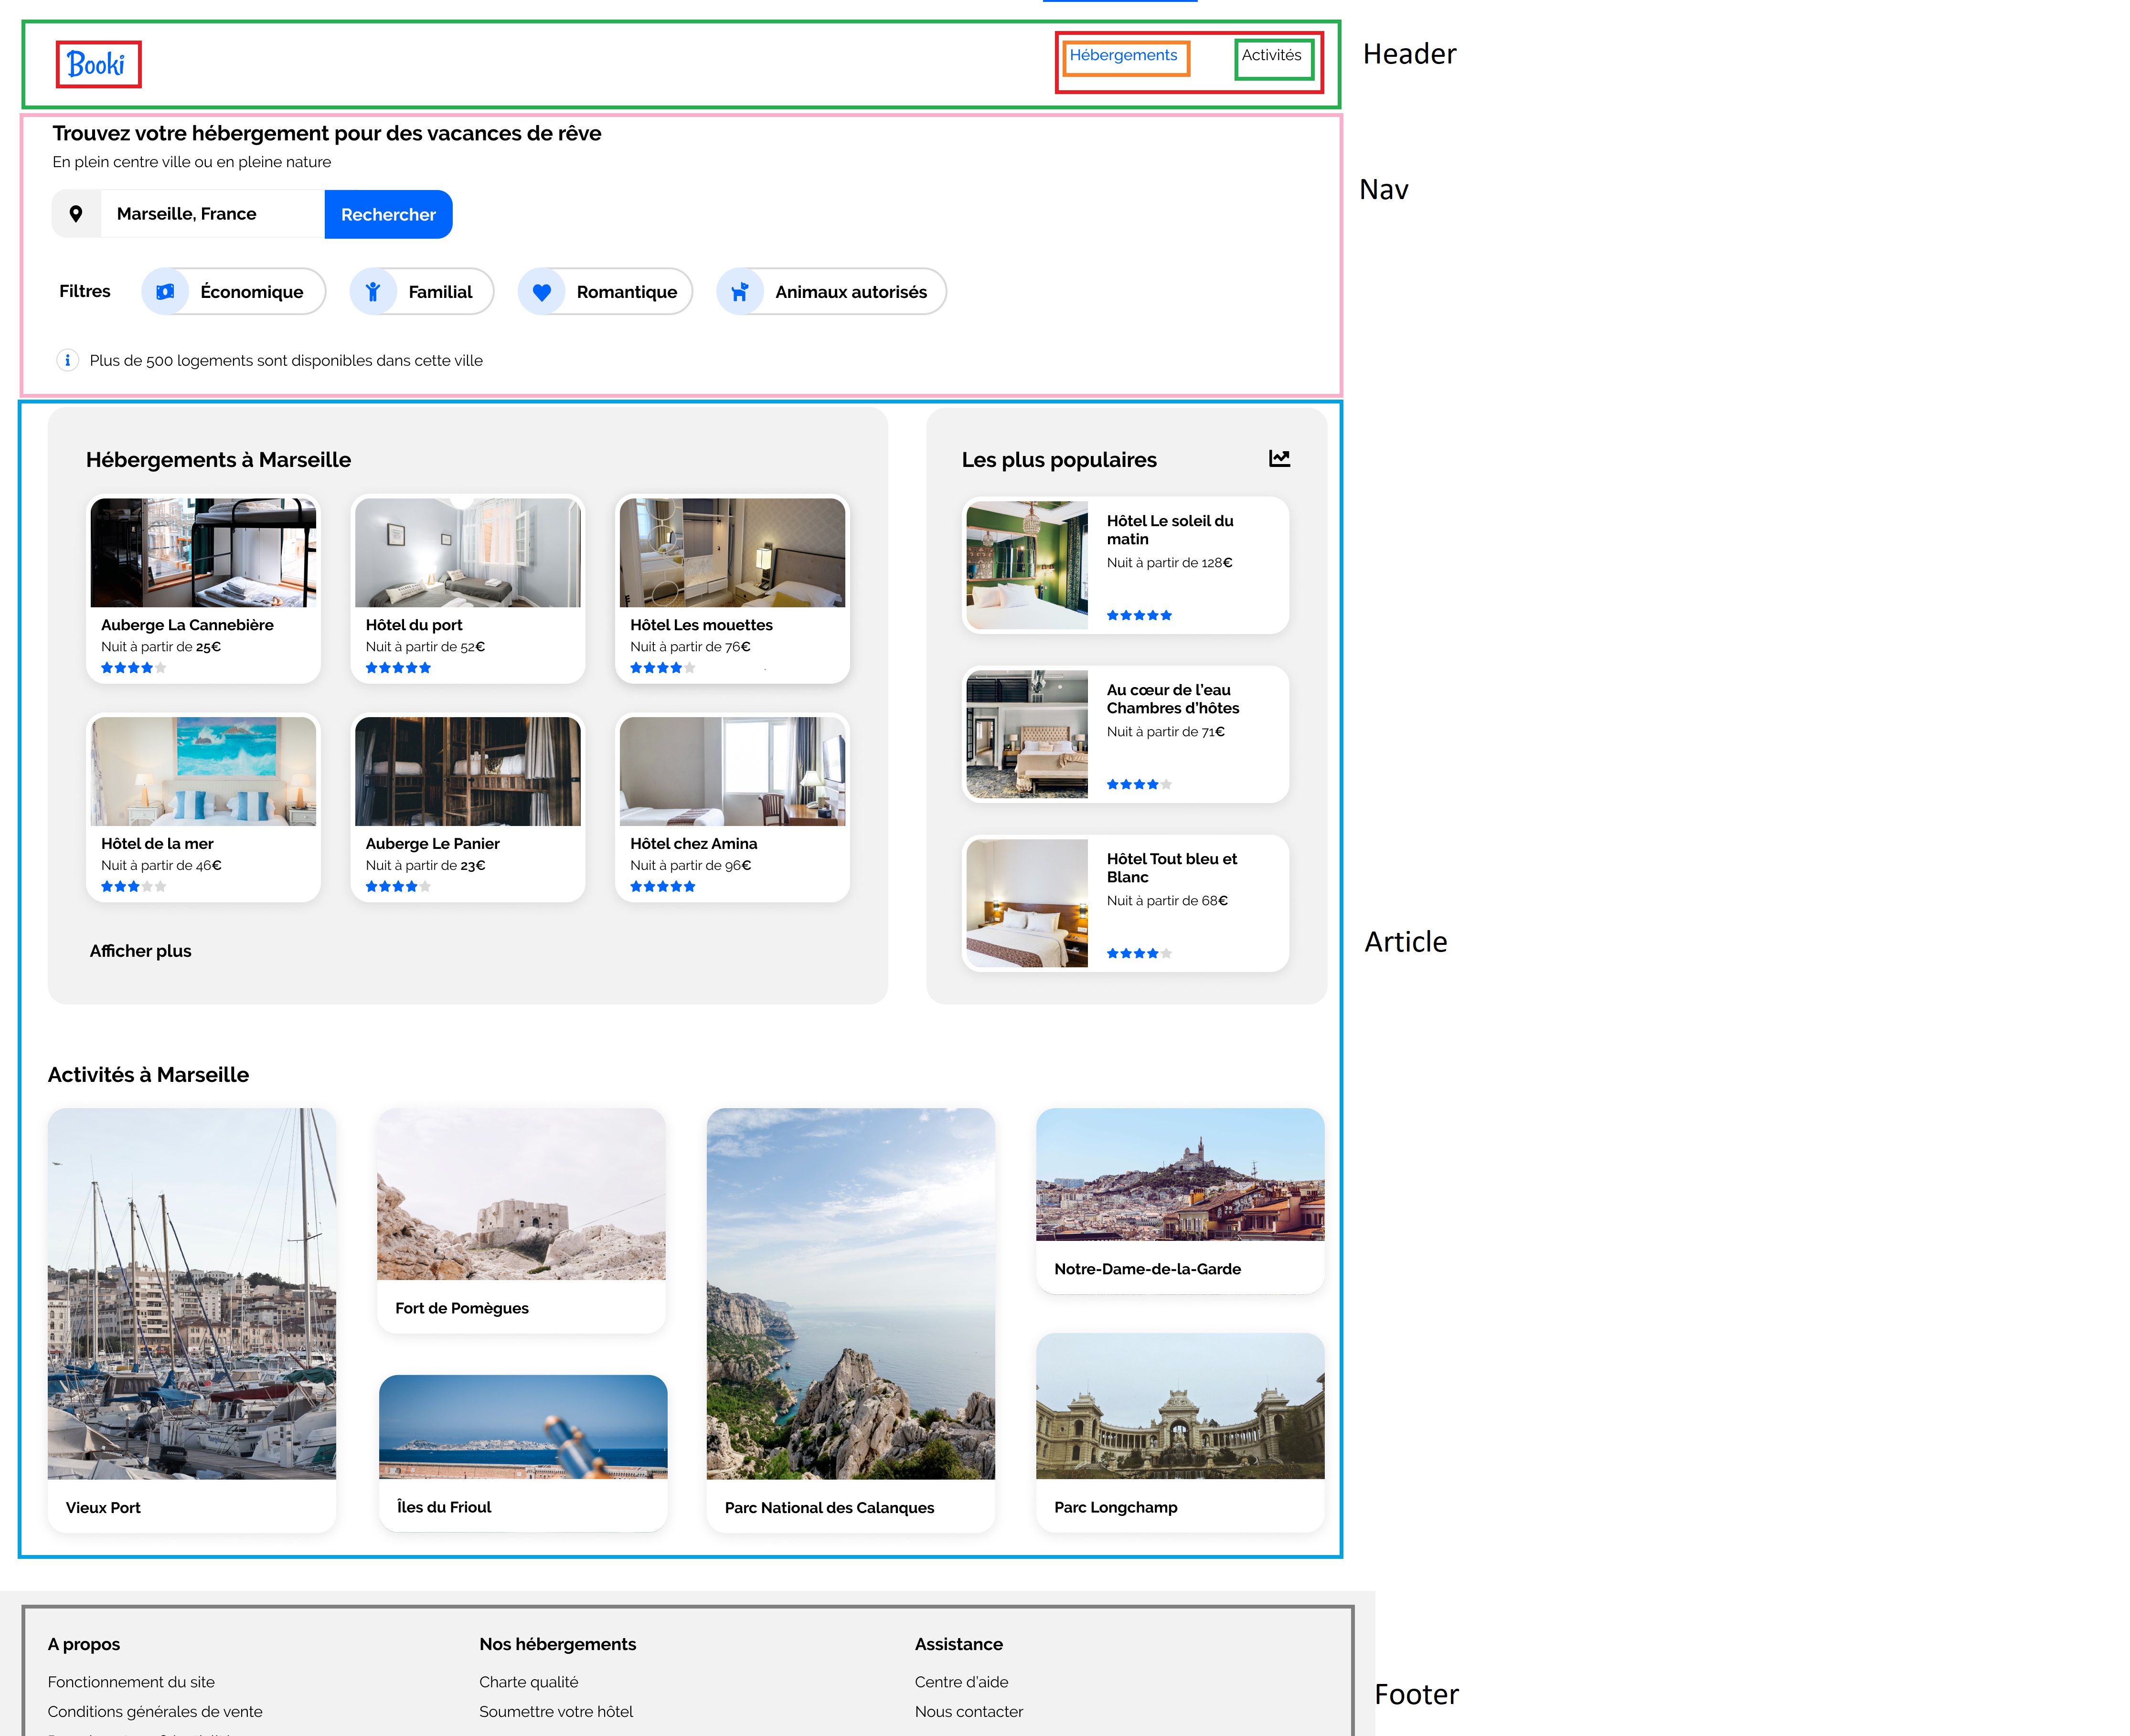 Booki
Hébergements
Activités
Header
Trouvez votre hébergement pour des vacances de rêve
En plein centre ville ou en pleine nature
Nav
Marseille, France
Rechercher
Filtres
Économique
Familial
Romantique
Animaux autorisés
Plus de 500 logements sont disponibles dans cette ville
Hébergements à Marseille
Auberge La Cannebière
Nuit à partir de 25€
Hôtel du port
Nuit à partir de 52€
Hôtel Les mouettes
Nuit à partir de 76€
Hôtel de la mer
Nuit à partir de 46€
Auberge Le Panier
Nuit à partir de 23€
Hôtel chez Amina
Nuit à partir de 96€
Afficher plus
Les plus populaires
Hôtel Le soleil du
matin
Nuit à partir de 128€
Au cœur de l'eau
Chambres d'hôtes
Nuit à partir de 71€
Hôtel Tout bleu et
Blanc
Nuit à partir de 68€
Article
Activités à Marseille
Vieux Port
Fort de Pomègues
Îles du Frioul
Parc National des Calanques
Notre-Dame-de-la-Garde
Parc Longchamp
A propos
Fonctionnement du site
Conditions générales de vente
Nos hébergements
Charte qualité
Soumettre votre hôtel
Assistance
Centre d'aide
Nous contacter
Footer